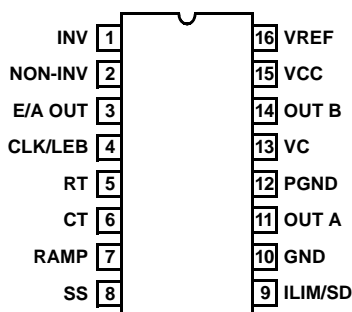 INV 1 16 VREF
NON-INV 2 15 VCC
E/A OUT 3 14 OUT B
CLK/LEB 4 13 VC
RT 5 12 PGND
CT 6 11 OUT A
RAMP 7 10 GND
SS 8 9 ILIM/SD